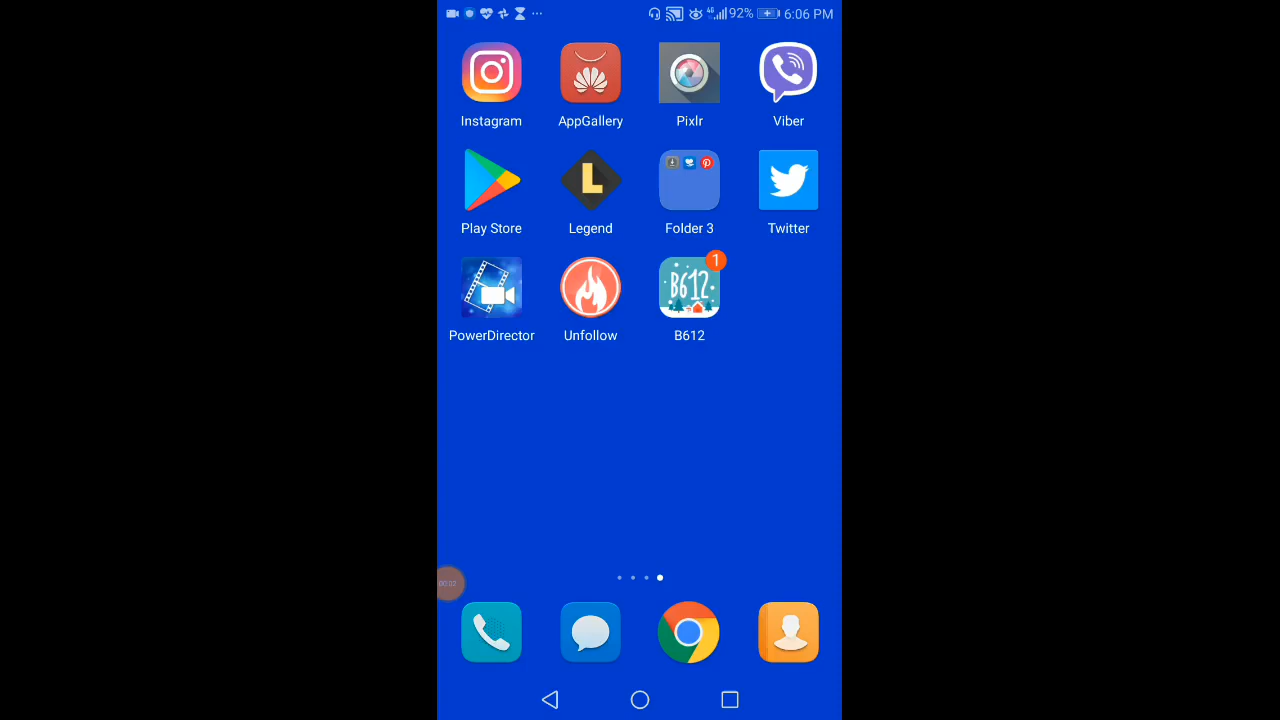 92% 6:06 PM
Instagram AppGallery Pixlr Viber
L
Play Store Legend Folder 3 Twitter
B612 1
PowerDirector Unfollow B612